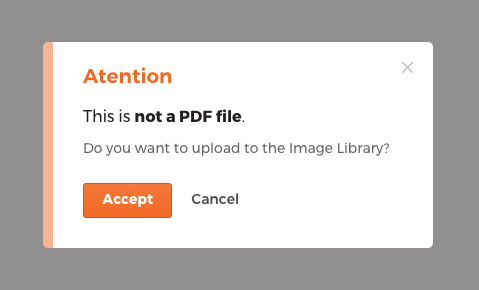 Atention
This is not a PDF file.
Do you want to upload to the Image Library?
Accept Cancel